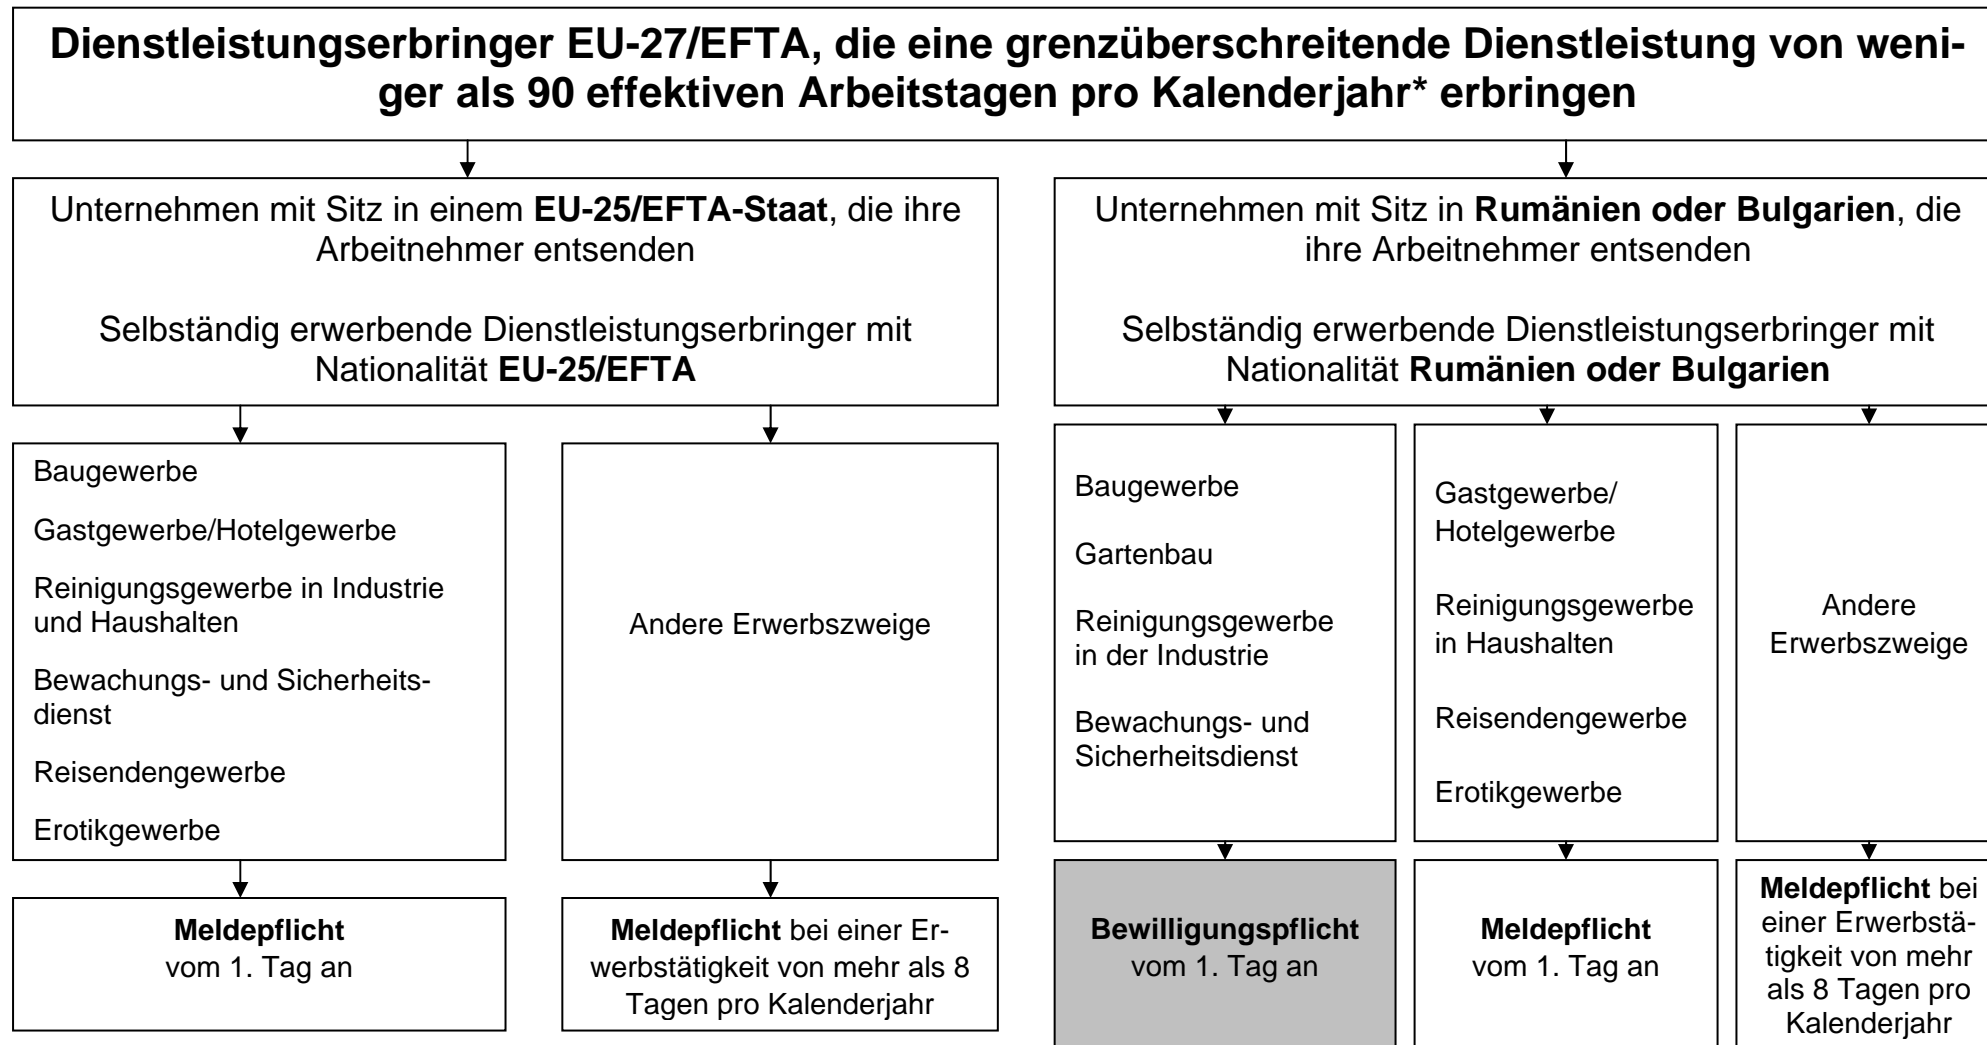 Dienstleistungserbringer EU-27/EFTA, die eine grenzüberschreitende Dienstleistung von weni-
ger als 90 effektiven Arbeitstagen pro Kalenderjahr* erbringen
Unternehmen mit Sitz in einem EU-25/EFTA-Staat, die ihre
Arbeitnehmer entsenden
Selbständig erwerbende Dienstleistungserbringer mit
Nationalität EU-25/EFTA
Unternehmen mit Sitz in Rumänien oder Bulgarien, die
ihre Arbeitnehmer entsenden
Selbständig erwerbende Dienstleistungserbringer mit
Nationalität Rumänien oder Bulgarien
Baugewerbe
Gastgewerbe/Hotelgewerbe
Reinigungsgewerbe in Industrie
und Haushalten
Bewachungs- und Sicherheits-
dienst
Reisendengewerbe
Erotikgewerbe
Andere Erwerbszweige
Baugewerbe
Gartenbau
Reinigungsgewerbe
in der Industrie
Bewachungs- und
Sicherheitsdienst
Gastgewerbe/
Hotelgewerbe
Reinigungsgewerbe
in Haushalten
Reisendengewerbe
Erotikgewerbe
Andere
Erwerbszweige
Meldepflicht
vom 1. Tag an
Meldepflicht bei einer Er-
werbstätigkeit von mehr als 8
Tagen pro Kalenderjahr
Bewilligungspflicht
vom 1. Tag an
Meldepflicht
vom 1. Tag an
Meldepflicht bei
einer Erwerbstä-
tigkeit von mehr
als 8 Tagen pro
Kalenderjahr